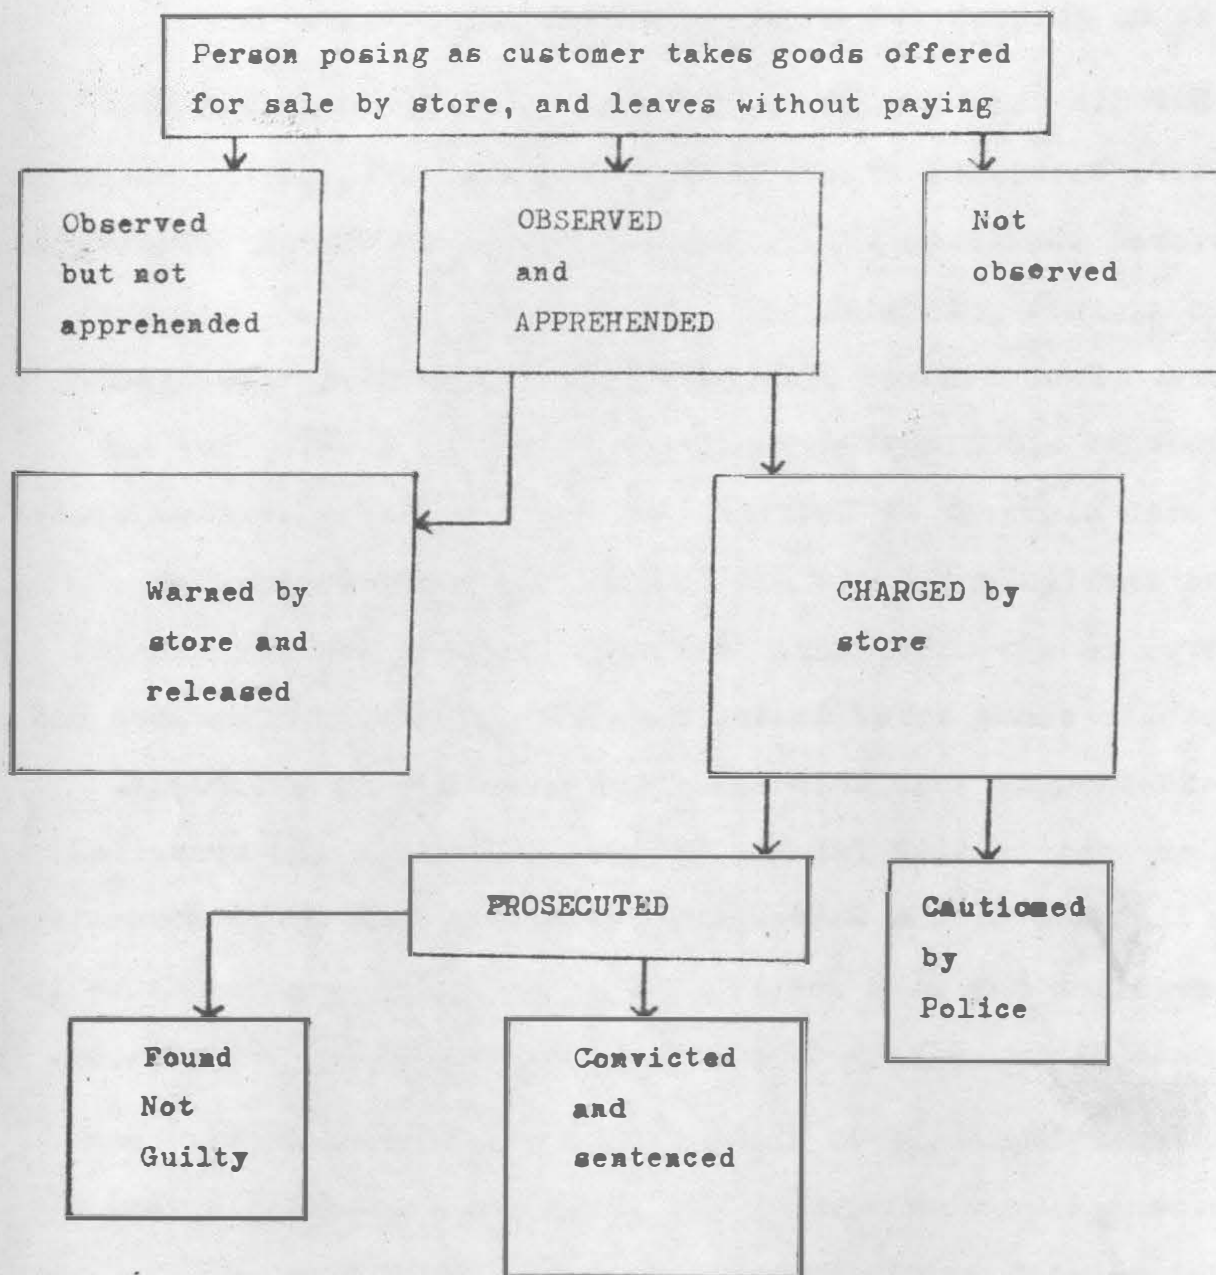 Person posing as customer takes goods offered
for sale by store, and leaves without paying
Observed
but not
apprehended
OBSERVED
and
APPREHENDED
Not
observed
Warned by
store and
released
CHARGED by
store
PROSECUTED
Cautioned
by
Police
Found
Not
Guilty
Convicted
and
sentenced